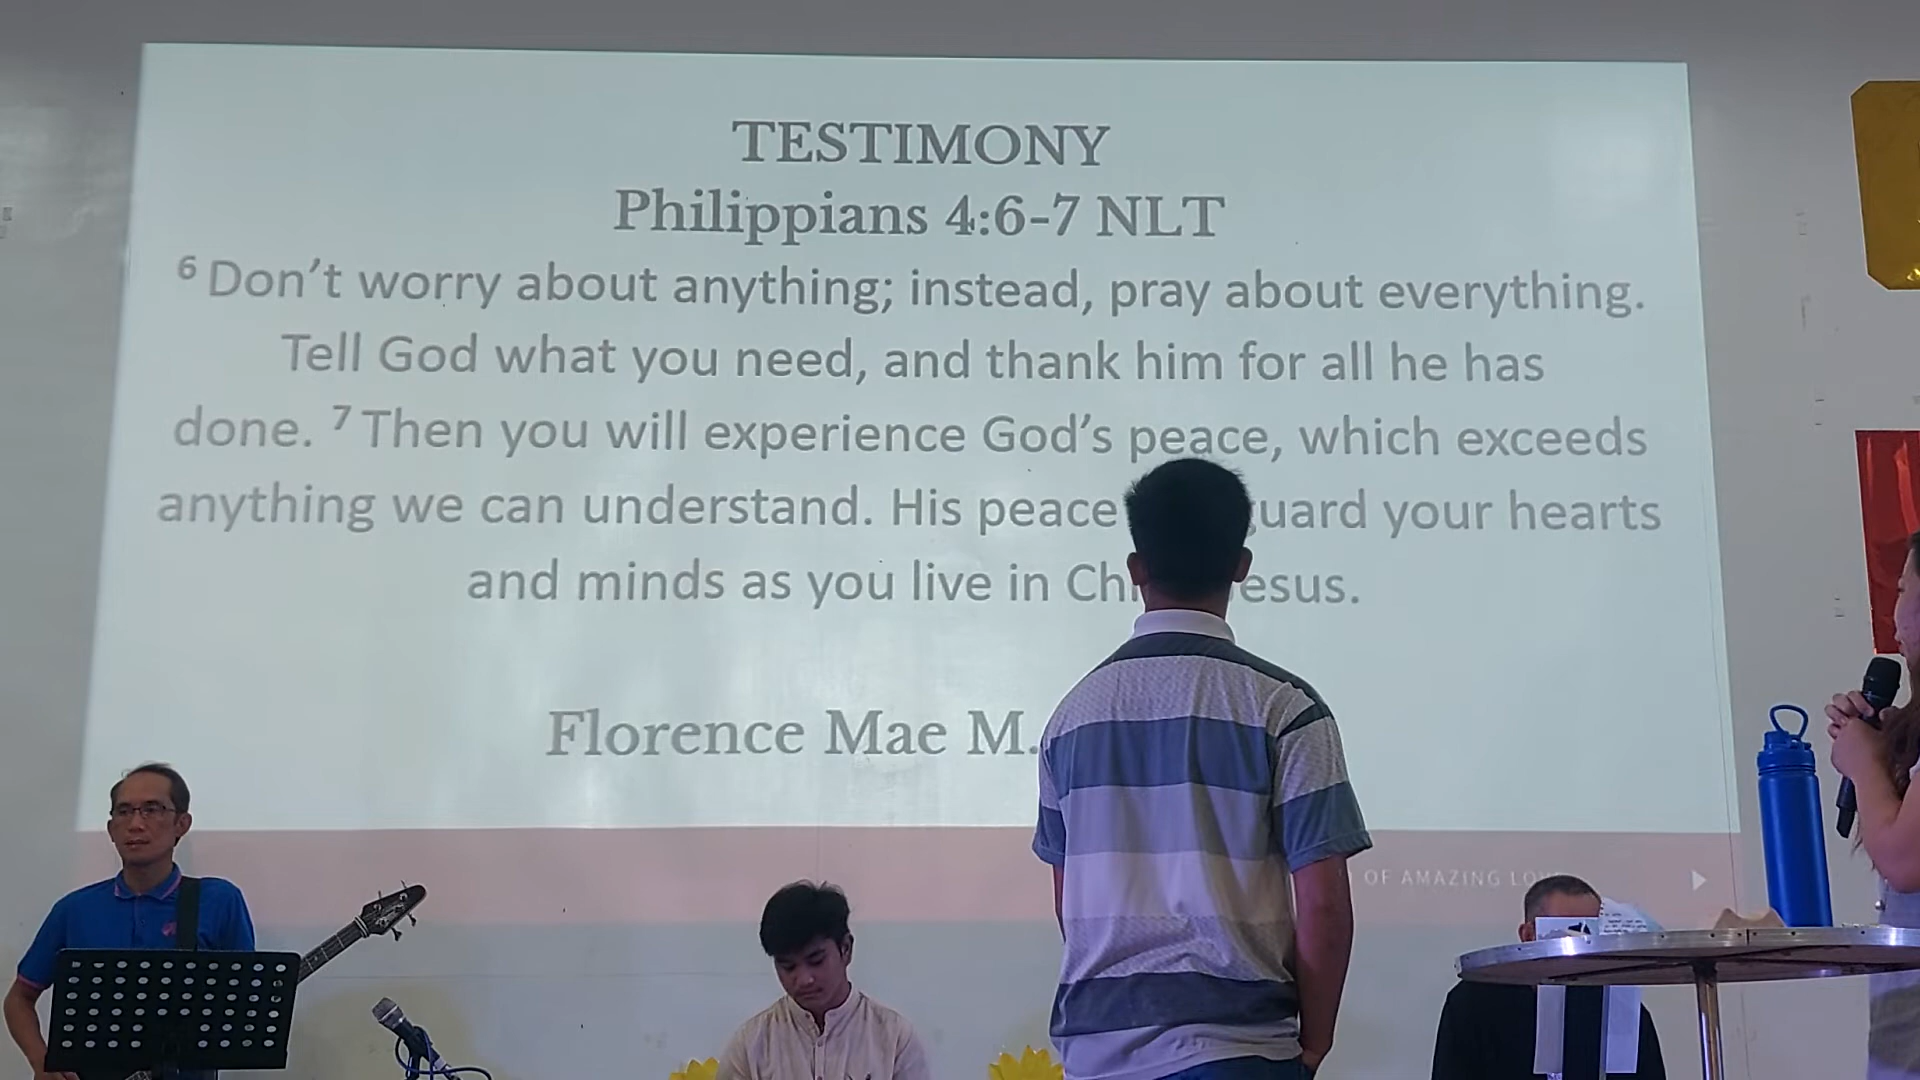 TESTIMONY
Philippians 4:6-7 NLT
⁶ Don't worry about anything; instead, pray about everything.
Tell God what you need, and thank him for all he has
done. ⁷ Then you will experience God's peace, which exceeds
anything we can understand. His peace uard your hearts
and minds as you live in Ch esus.
Florence Mae M.
OF AMAZING LO